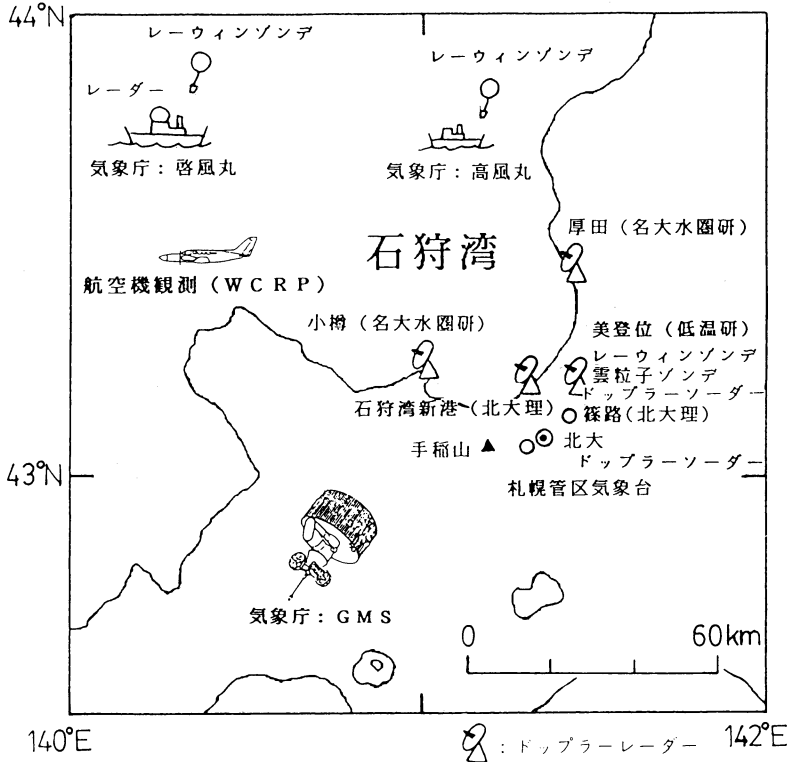 44°N
レーウィンゾンデ
レーウィンゾンデ
レーダー
気象庁：啓風丸
気象庁：高風丸
厚田（名大水圏研）
石狩湾
航空機観測（WCRP）
小樽（名大水圏研）
美登位（低温研）
レーウィンゾンデ
雲粒子ゾンデ
ドップラーソーダー
石狩湾新港（北大理）
篠路（北大理）
手稲山
北大
ドップラーソーダー
43°N
札幌管区気象台
気象庁：GMS
0
60km
140°E
142°E
：ドップラーレーダー